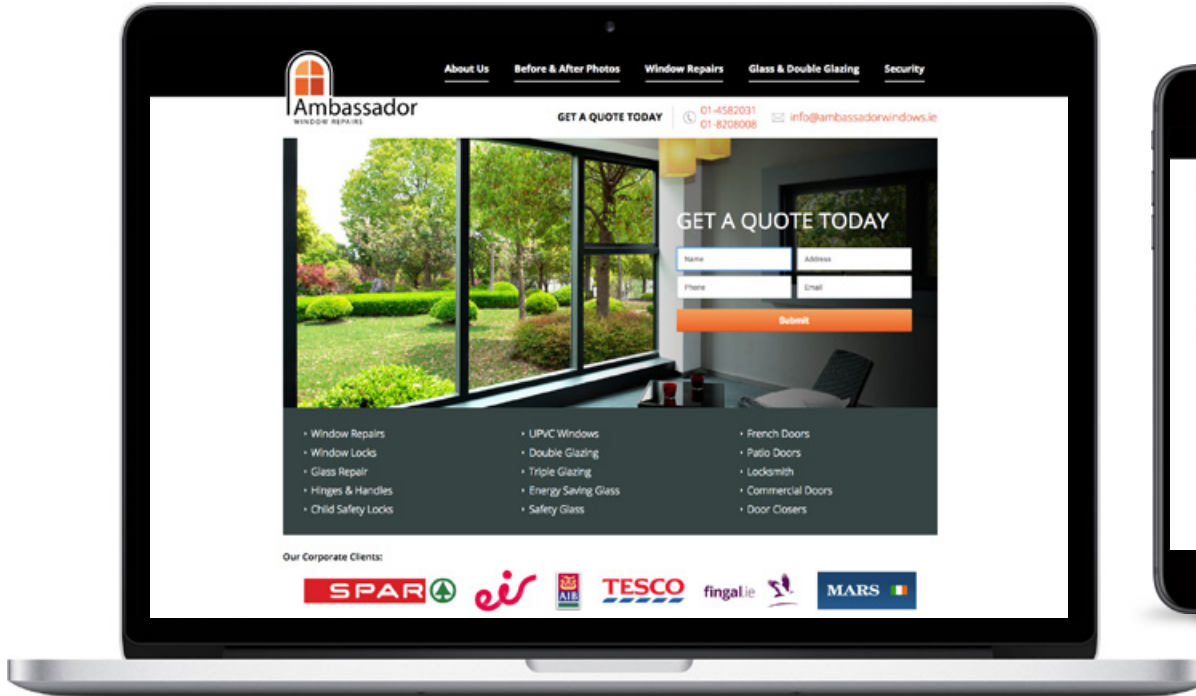 About Us Before & After Photos Window Repairs Glass & Double Glazing Security
Ambassador
WINDOW REPAIRS
GET A QUOTE TODAY
01-4582031
01-8208008
info@ambassadorwindows.ie
GET A QUOTE TODAY
Name Address
Phone Email
Submit
Window Repairs
Window Locks
Glass Repair
Hinges & Handles
Child Safety Locks
UPVC Windows
Double Glazing
Triple Glazing
Energy Saving Glass
Safety Glass
French Doors
Patio Doors
Locksmith
Commercial Doors
Door Closers
Our Corporate Clients:
SPAR eir AIB TESCO fingal.ie MARS